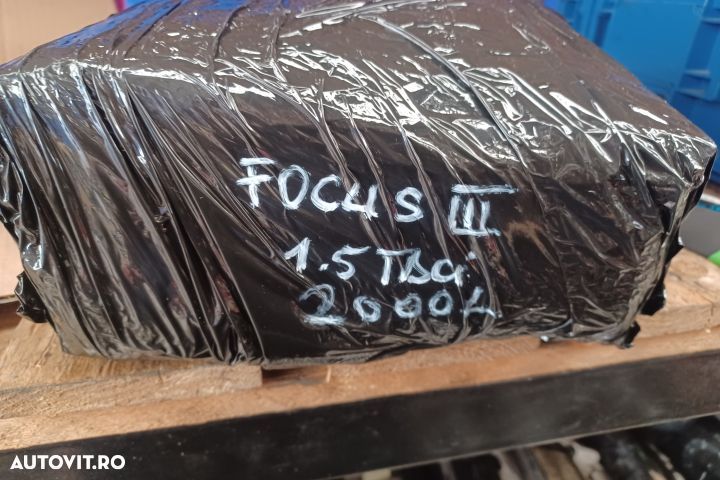 FOCUS III
1.5 TDCi
2000L
AUTOVIT.RO